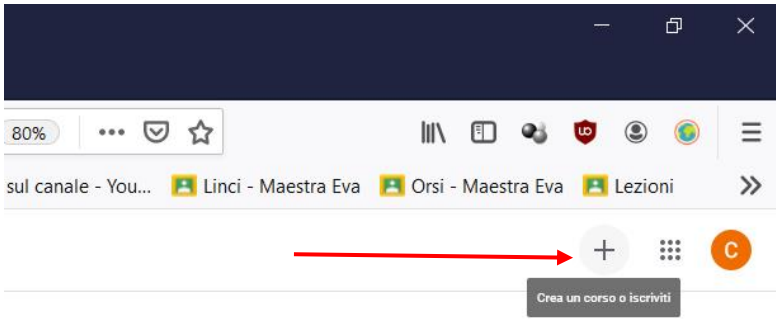 80%
sul canale - You... Linci - Maestra Eva Orsi - Maestra Eva Lezioni
C
Crea un corso o iscriviti